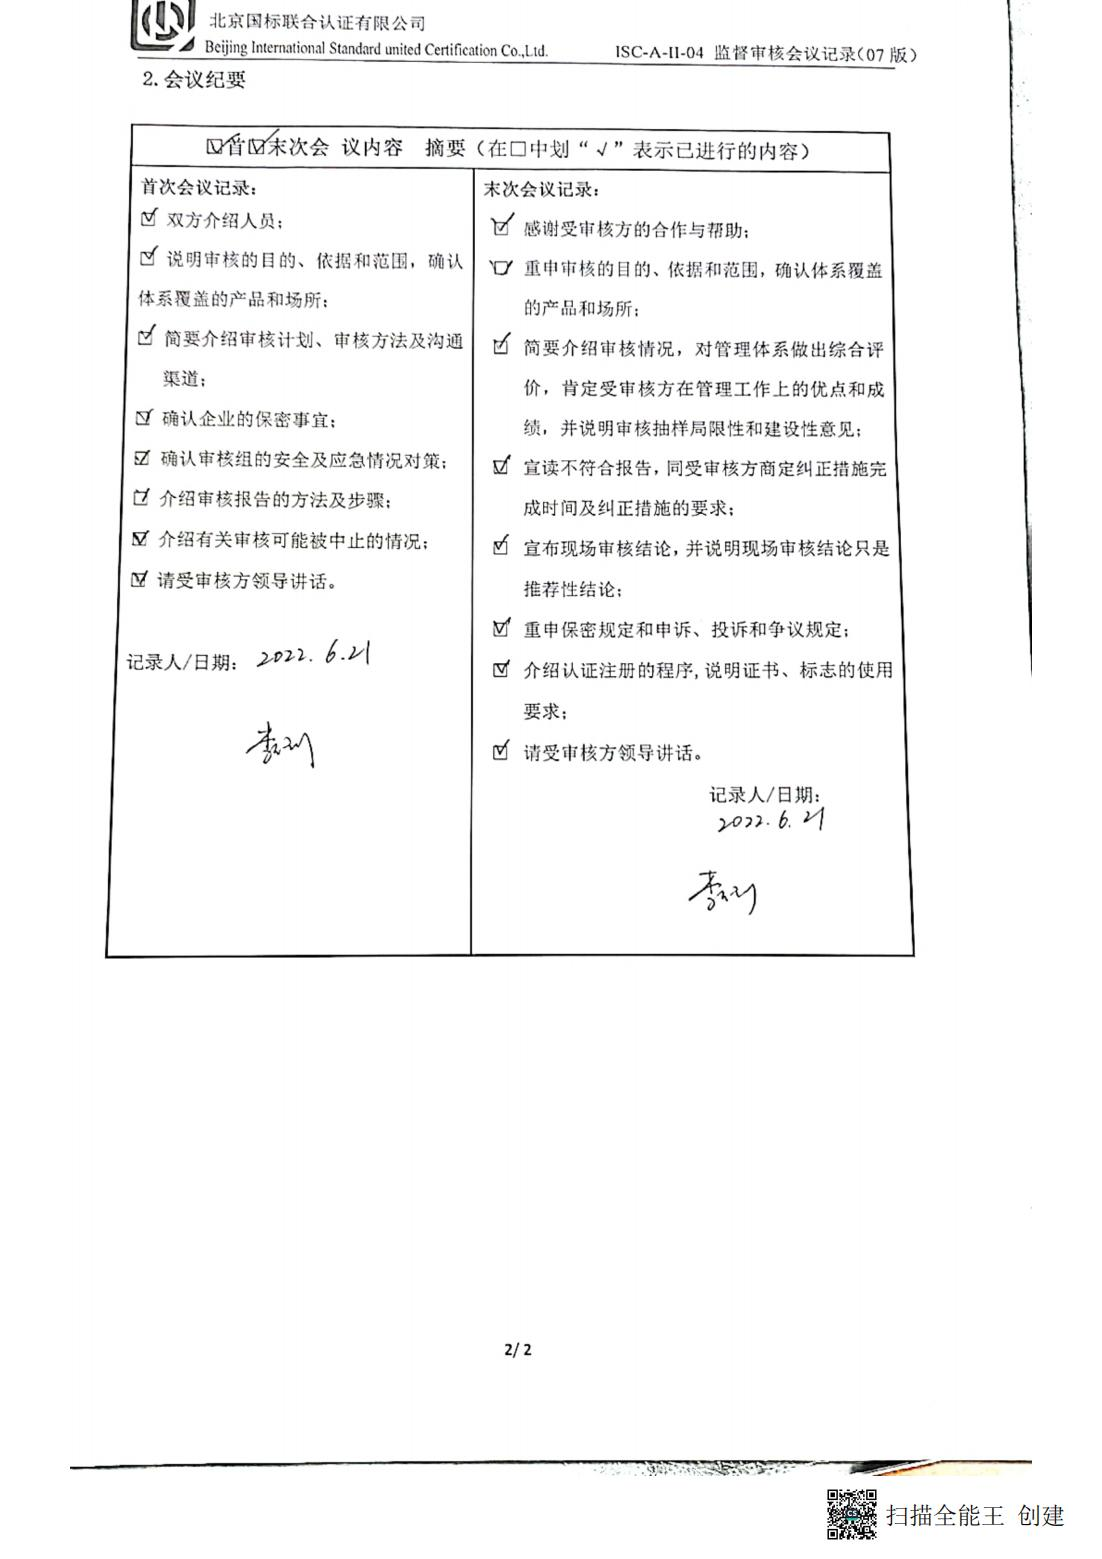 北京国标联合认证有限公司
Beijing International Standard united Certification Co.,Ltd.
ISC-A-II-04 监督审核会议记录(07 版)
2.会议纪要
☑首☑末次会 议内容 摘要(在□中划“√”表示已进行的内容)
首次会议记录:
☑ 双方介绍人员;
☑ 说明审核的目的、依据和范围,确认
体系覆盖的产品和场所;
☑ 简要介绍审核计划、审核方法及沟通
渠道;
☑ 确认企业的保密事宜;
☑ 确认审核组的安全及应急情况对策;
☑ 介绍审核报告的方法及步骤;
☑ 介绍有关审核可能被中止的情况;
☑ 请受审核方领导讲话。
记录人/日期: 2022.6.21
末次会议记录:
☑ 感谢受审核方的合作与帮助;
☑ 重申审核的目的、依据和范围,确认体系覆盖
的产品和场所;
☑ 简要介绍审核情况,对管理体系做出综合评
价,肯定受审核方在管理工作上的优点和成
绩,并说明审核抽样局限性和建设性意见;
☑ 宣读不符合报告,同受审核方商定纠正措施完
成时间及纠正措施的要求;
☑ 宣布现场审核结论,并说明现场审核结论只是
推荐性结论;
☑ 重申保密规定和申诉、投诉和争议规定;
☑ 介绍认证注册的程序,说明证书、标志的使用
要求;
☑ 请受审核方领导讲话。
记录人/日期:
2022.6.21
2/ 2
扫描全能王 创建